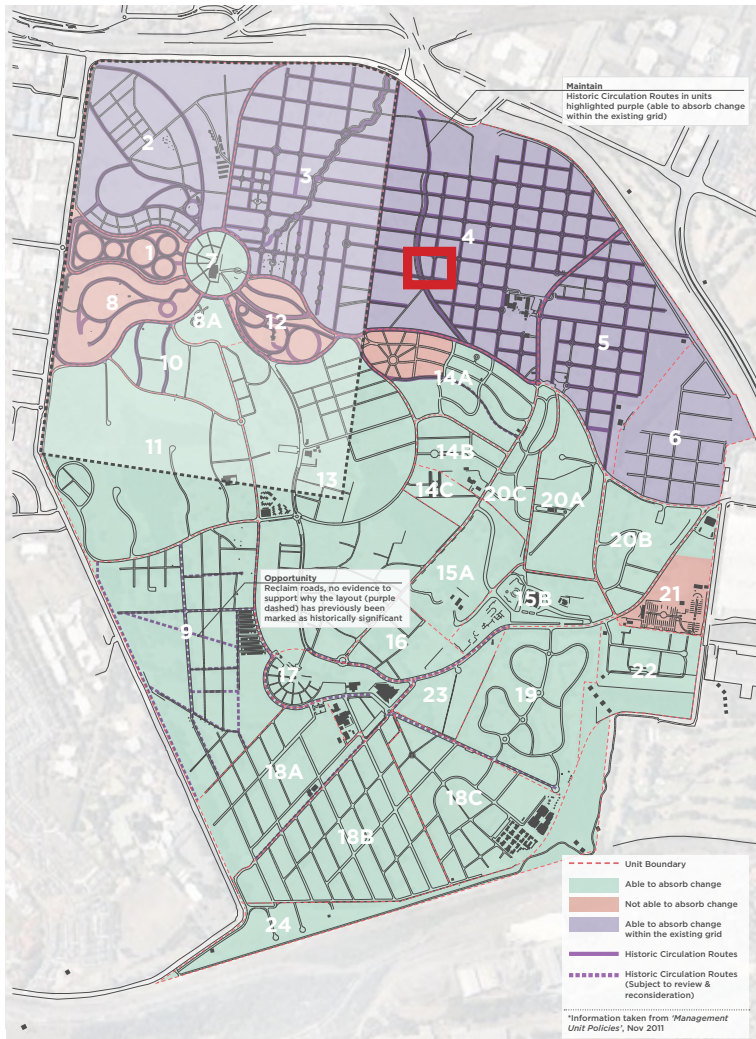 Maintain
Historic Circulation Routes in units
highlighted purple (able to absorb change
within the existing grid)
2
3
4
1
7
8
8A
12
5
10
14A
6
11
14B
13
14C
20C
20A
20B
15A
Opportunity
Reclaim roads, no evidence to
support why the layout (purple
dashed) has previously been
marked as historically significant
9
15B
21
16
22
17
23
19
18A
18C
18B
24
Unit Boundary
Able to absorb change
Not able to absorb change
Able to absorb change
within the existing grid
Historic Circulation Routes
Historic Circulation Routes
(Subject to review &
reconsideration)
*Information taken from 'Management
Unit Policies', Nov 2011